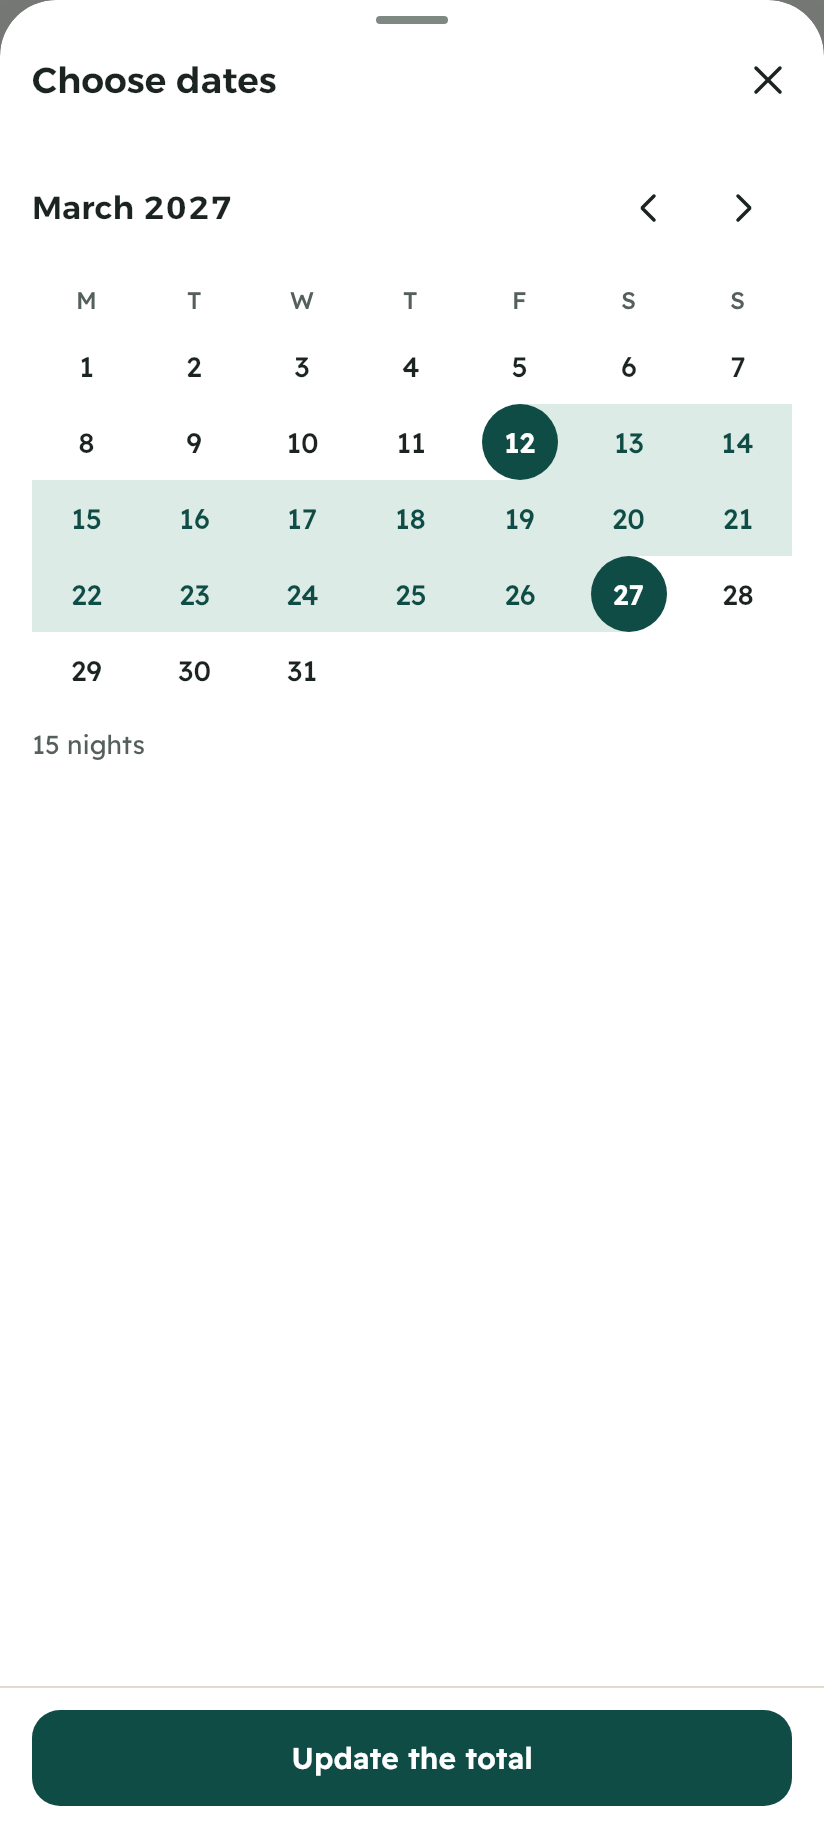 Choose dates
March 2027
M T W T F S S
1 2 3 4 5 6 7
8 9 10 11 12 13 14
15 16 17 18 19 20 21
22 23 24 25 26 27 28
29 30 31
15 nights
Update the total